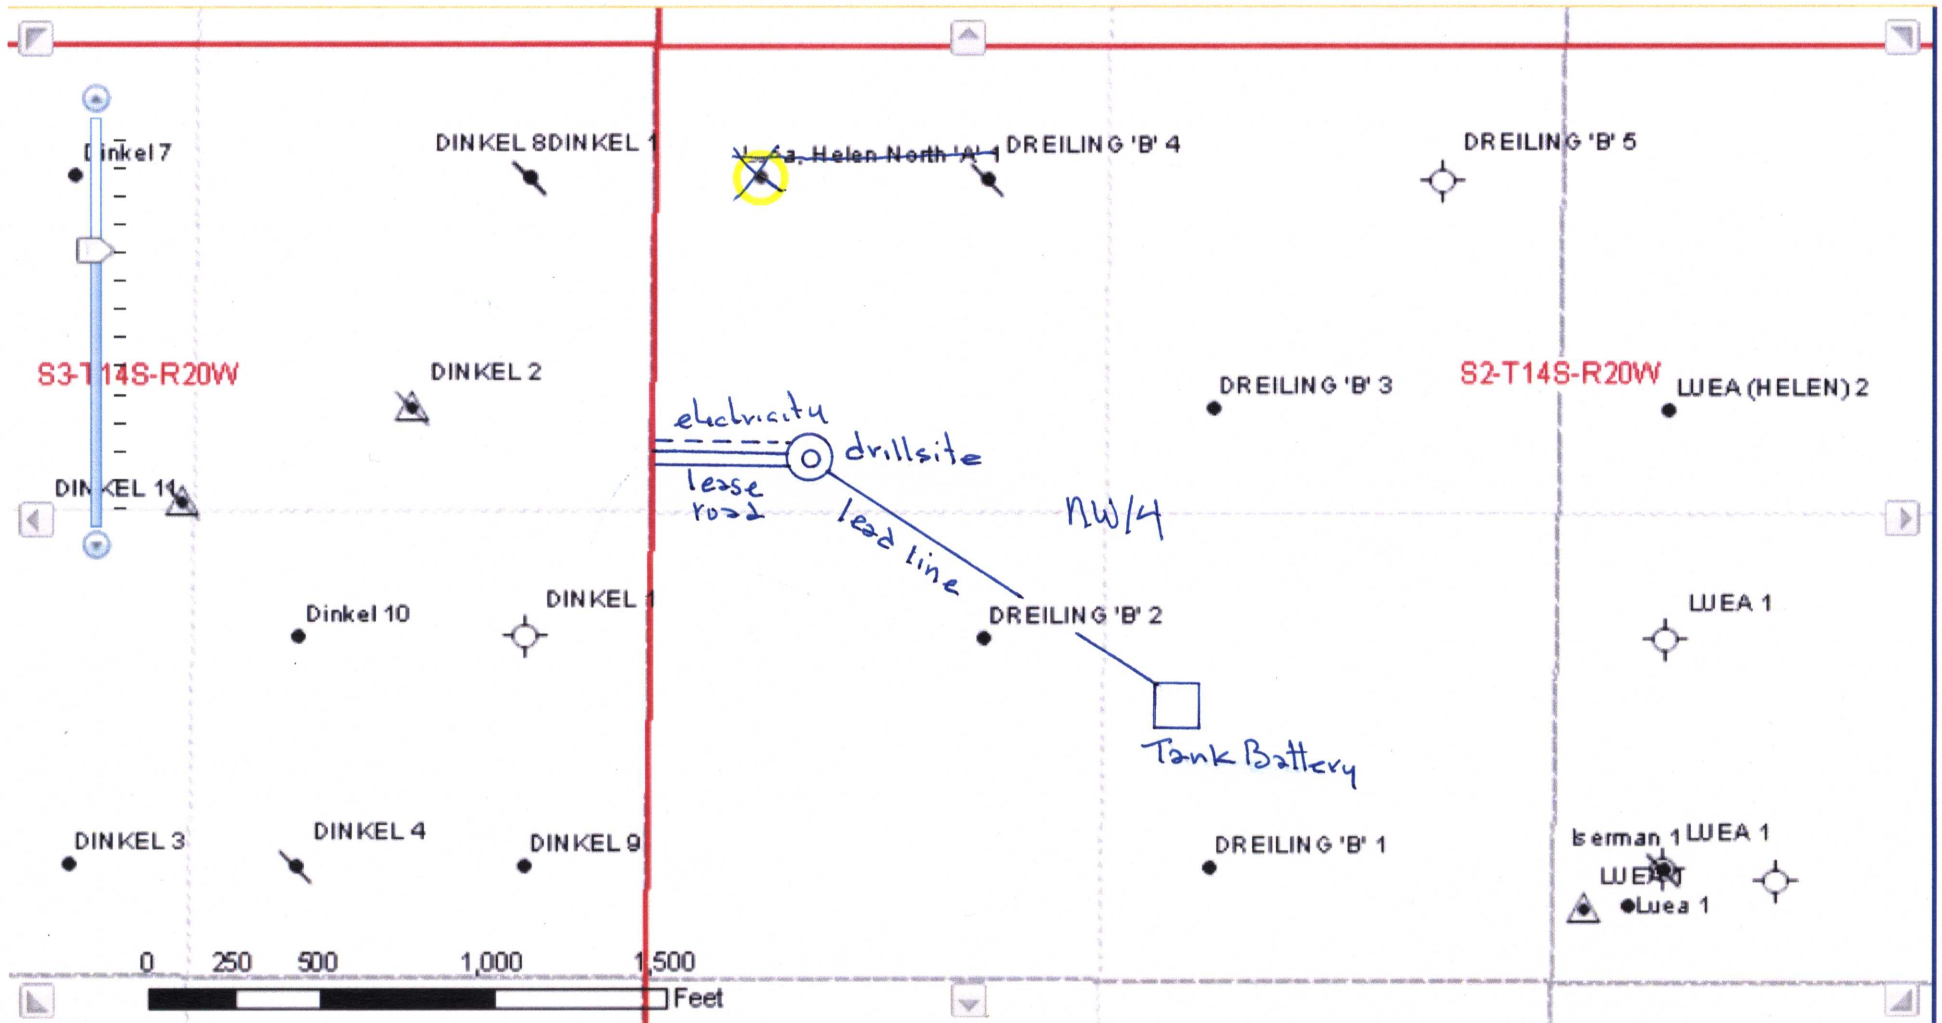 Dinkel 7
DINKEL 8DINKEL 1
Helen North 'A' 1
DREILING 'B' 4
DREILING 'B' 5
S3-T14S-R20W
DINKEL 2
electricity
drillsite
DREILING 'B' 3
S2-T14S-R20W
LUEA (HELEN) 2
DINKEL 11
lease
road
lead line
NW/4
Dinkel 10
DINKEL 1
DREILING 'B' 2
LUEA 1
Tank Battery
DINKEL 3
DINKEL 4
DINKEL 9
DREILING 'B' 1
Iserman 1
LUEA 1
Luea 1
0 250 500 1,000 1,500
Feet